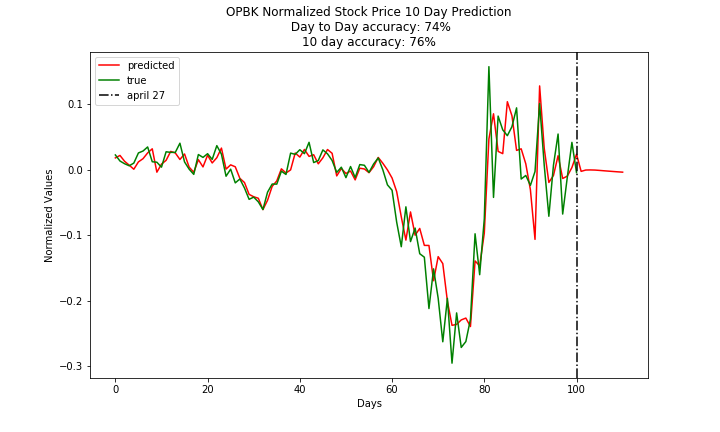 OPBK Normalized Stock Price 10 Day Prediction
Day to Day accuracy: 74%
10 day accuracy: 76%
predicted
true
april 27
Normalized Values
0.1
0.0
−0.1
−0.2
−0.3
0 20 40 60 80 100
Days